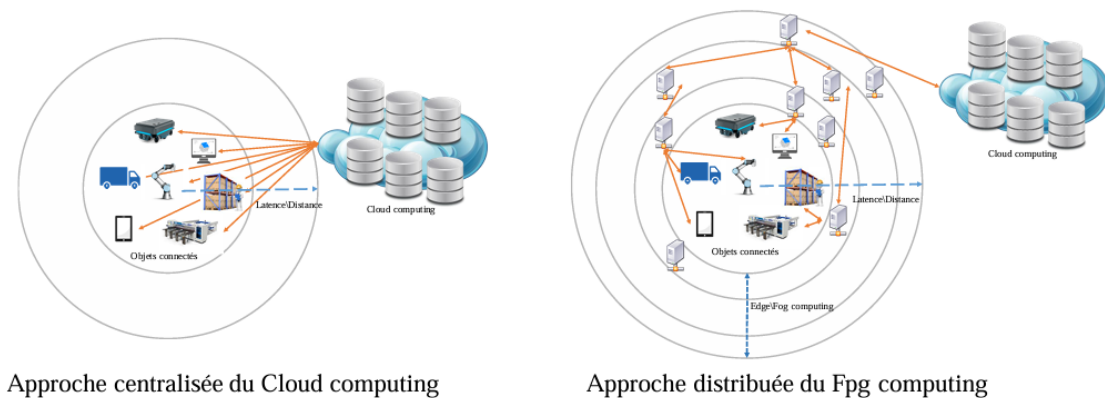 Latence\Distance
Cloud computing
Objets connectés
Approche centralisée du Cloud computing
Cloud computing
Latence\Distance
Objets connectés
Edge\Fog computing
Approche distribuée du Fpg computing